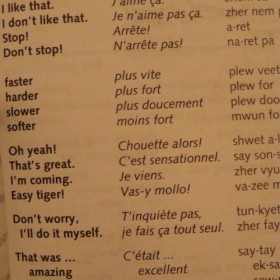 I like that. J'aime ça.
I don't like that. Je n'aime pas ça. zher nem
Stop! Arrête! a·ret
Don't stop! N'arrête pas! na·ret pa
faster plus vite plew veet
harder plus fort plew for
slower plus doucement plew doo
softer moins fort mwun fo
Oh yeah! Chouette alors! shwet a·l
That's great. C'est sensationnel. say son·s
I'm coming. Je viens. zher vyu
Easy tiger! Vas-y mollo! va·zee m
Don't worry, T'inquiète pas, tun·kyet
I'll do it myself. je fais ça tout seul. zher fay
That was ... C'était ... say·tay
amazing excellent ek·sa